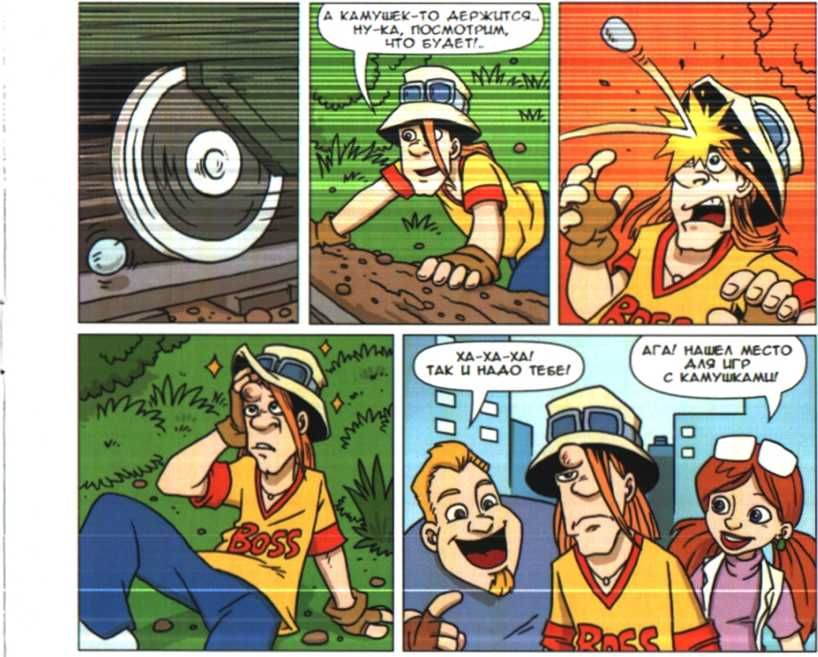 А КАМУШЕК-ТО ДЕРЖИТСЯ...
НУ-КА, ПОСМОТРИМ,
ЧТО БУДЕТ!..
BOSS
BOSS
ХА-ХА-ХА!
ТАК И НАДО ТЕБЕ!
АГА! НАШЕЛ МЕСТО
ДЛЯ ИГР
С КАМУШКАМИ!
BOSS